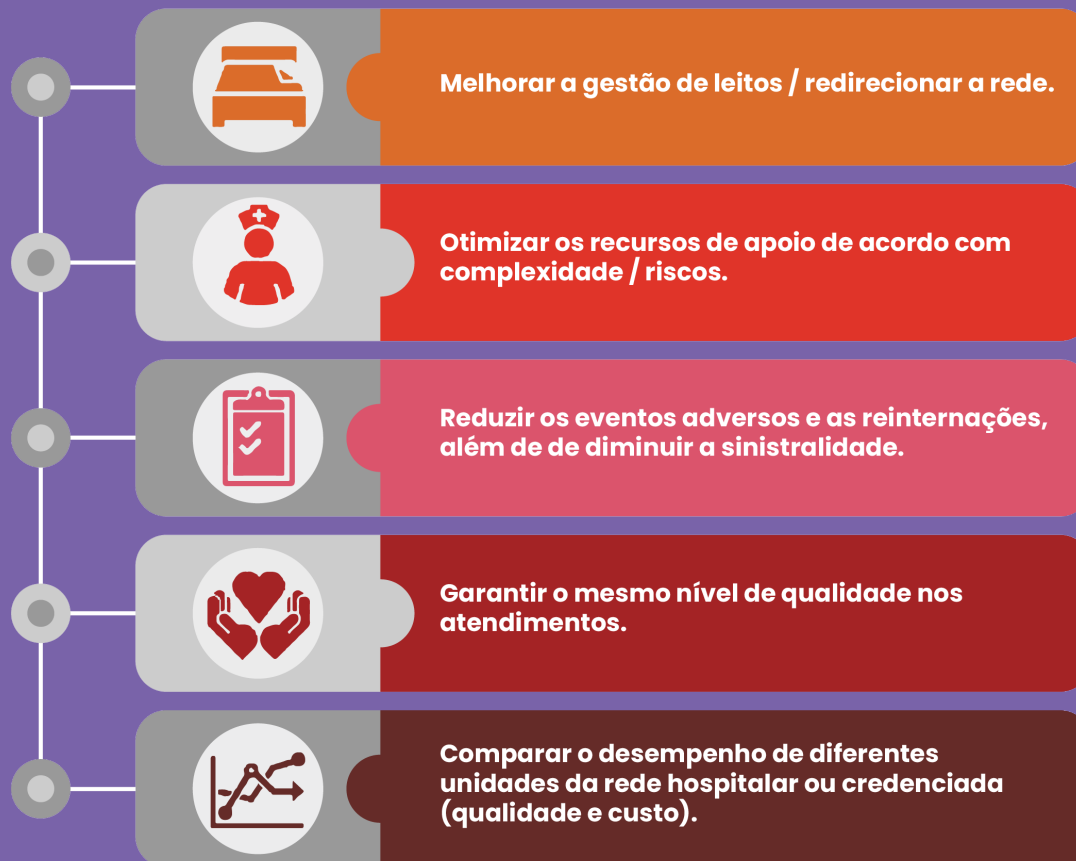 Melhorar a gestão de leitos / redirecionar a rede.
Otimizar os recursos de apoio de acordo com
complexidade / riscos.
Reduzir os eventos adversos e as reinternações,
além de de diminuir a sinistralidade.
Garantir o mesmo nível de qualidade nos
atendimentos.
Comparar o desempenho de diferentes
unidades da rede hospitalar ou credenciada
(qualidade e custo).